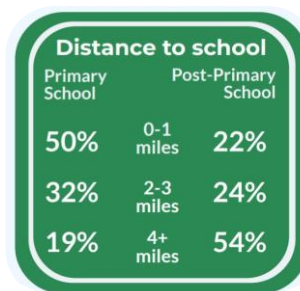 Distance to school
Primary Post-Primary
School School
50% 0-1 miles 22%
32% 2-3 miles 24%
19% 4+ miles 54%